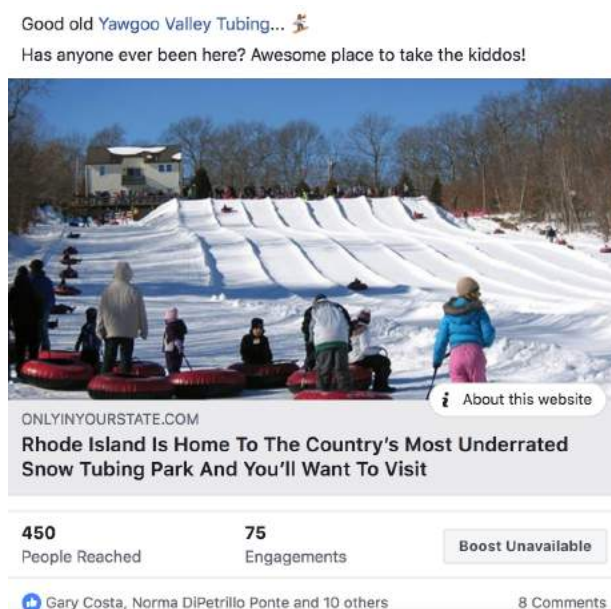 Good old Yawgoo Valley Tubing... 🏂
Has anyone ever been here? Awesome place to take the kiddos!
i About this website
ONLYINYOURSTATE.COM
Rhode Island Is Home To The Country's Most Underrated
Snow Tubing Park And You'll Want To Visit
450
People Reached
75
Engagements
Boost Unavailable
Gary Costa, Norma DiPetrillo Ponte and 10 others
8 Comments